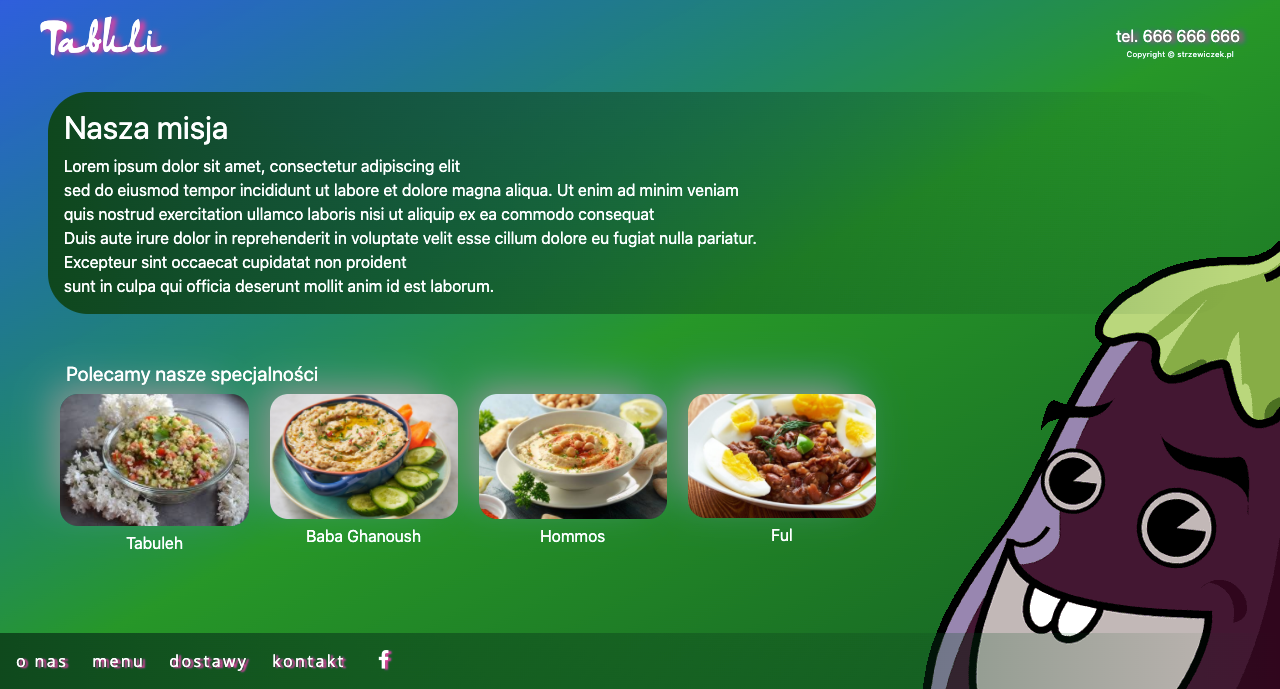 Tabuli
tel. 666 666 666
Copyright © strzewiczek.pl
Nasza misja
Lorem ipsum dolor sit amet, consectetur adipiscing elit
sed do eiusmod tempor incididunt ut labore et dolore magna aliqua. Ut enim ad minim veniam
quis nostrud exercitation ullamco laboris nisi ut aliquip ex ea commodo consequat
Duis aute irure dolor in reprehenderit in voluptate velit esse cillum dolore eu fugiat nulla pariatur.
Excepteur sint occaecat cupidatat non proident
sunt in culpa qui officia deserunt mollit anim id est laborum.
Polecamy nasze specjalności
Tabuleh
Baba Ghanoush
Hommos
Ful
o nas menu dostawy kontakt